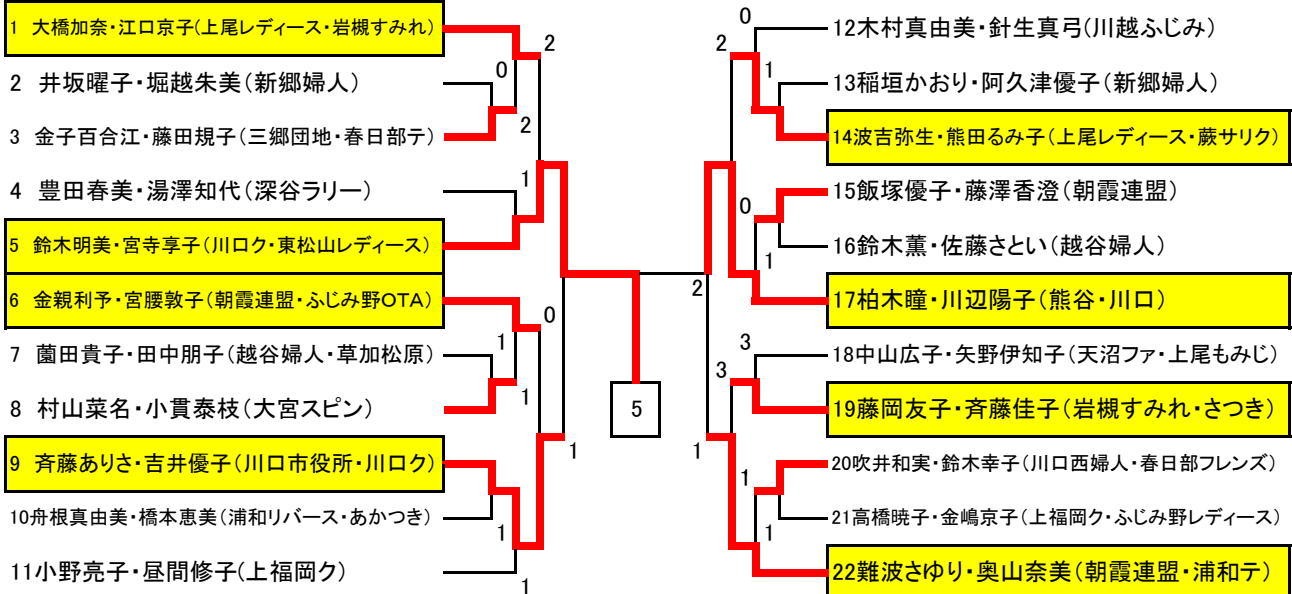 1 大橋加奈・江口京子(上尾レディース・岩槻すみれ)
2 井坂曜子・堀越朱美(新郷婦人)
3 金子百合江・藤田規子(三郷団地・春日部テ)
4 豊田春美・湯澤知代(深谷ラリー)
5 鈴木明美・宮寺享子(川口ク・東松山レディース)
6 金親利予・宮腰敦子(朝霞連盟・ふじみ野OTA)
7 薗田貴子・田中朋子(越谷婦人・草加松原)
8 村山菜名・小貫泰枝(大宮スピン)
9 斉藤ありさ・吉井優子(川口市役所・川口ク)
10舟根真由美・橋本恵美(浦和リバース・あかつき)
11小野亮子・昼間修子(上福岡ク)
2
0
2
1
0
1
1
1
1
1
5
0
2
1
0
1
2
3
3
1
1
1
12木村真由美・針生真弓(川越ふじみ)
13稲垣かおり・阿久津優子(新郷婦人)
14波吉弥生・熊田るみ子(上尾レディース・蕨サリク)
15飯塚優子・藤澤香澄(朝霞連盟)
16鈴木薫・佐藤さとい(越谷婦人)
17柏木瞳・川辺陽子(熊谷・川口)
18中山広子・矢野伊知子(天沼ファ・上尾もみじ)
19藤岡友子・斉藤佳子(岩槻すみれ・さつき)
20吹井和実・鈴木幸子(川口西婦人・春日部フレンズ)
21高橋暁子・金嶋京子(上福岡ク・ふじみ野レディース)
22難波さゆり・奥山奈美(朝霞連盟・浦和テ)